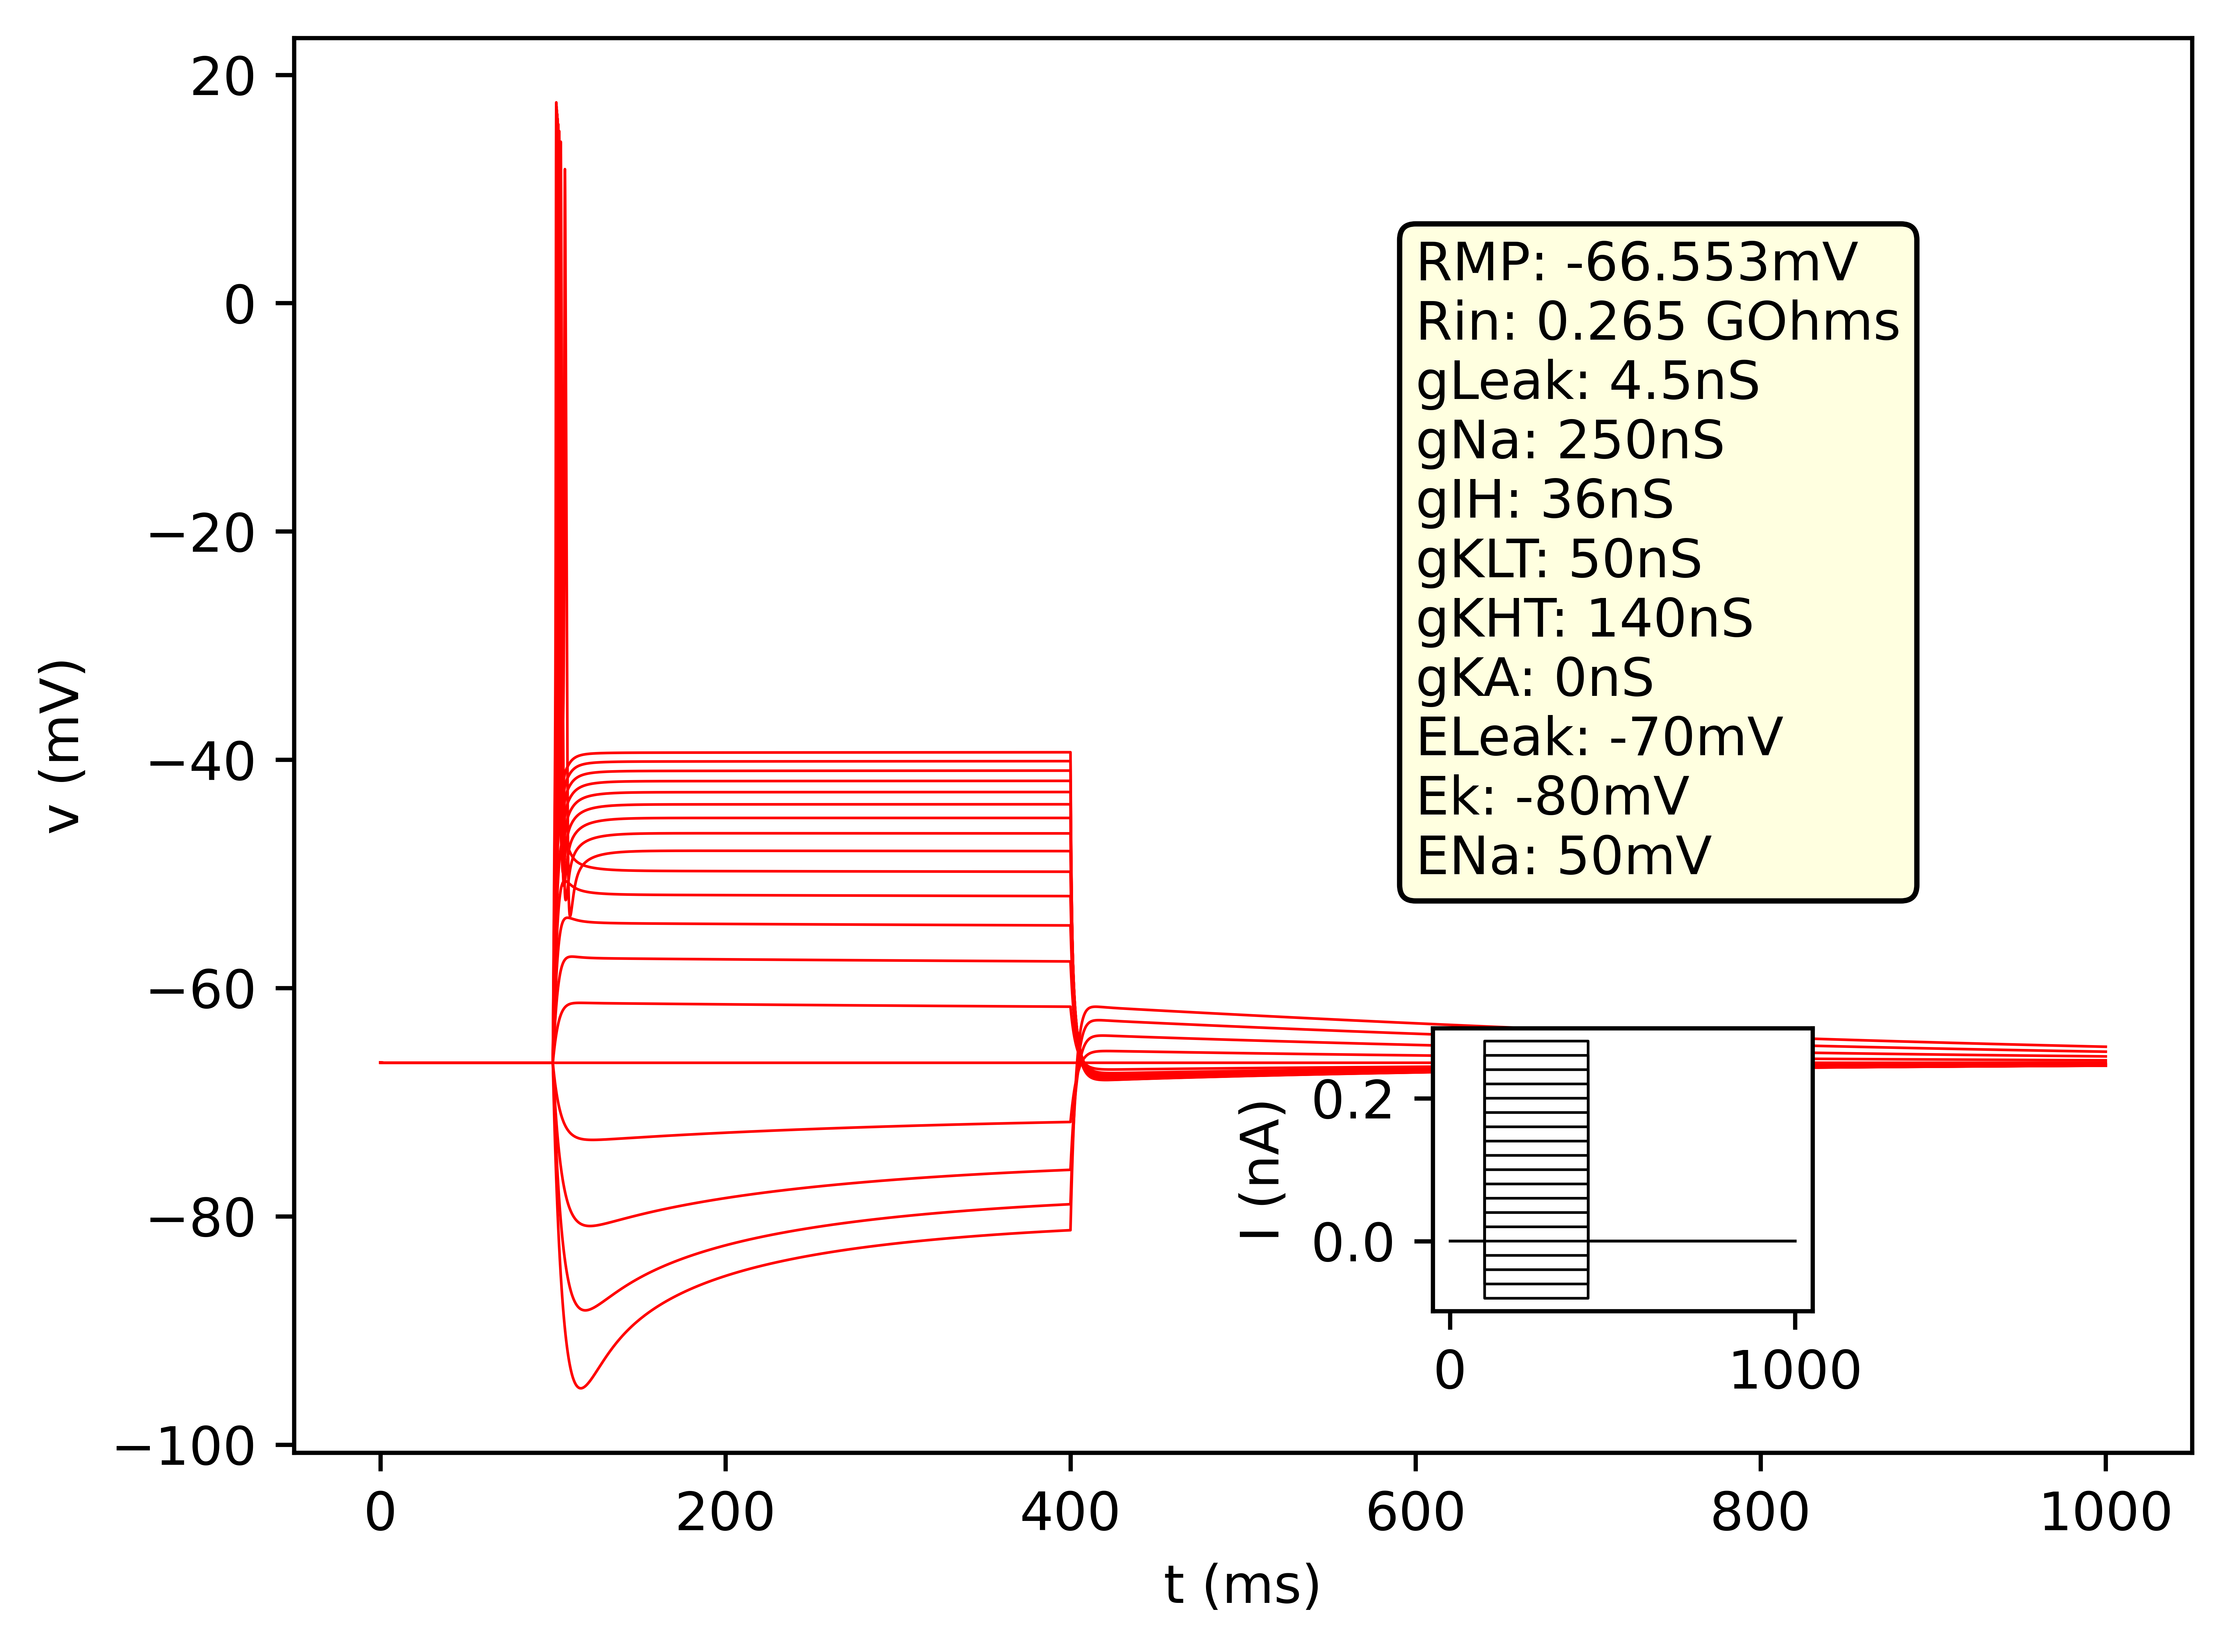 20
0
−20
−40
−60
−80
−100
v (mV)
0
200
400
600
800
1000
t (ms)
RMP: -66.553mV
Rin: 0.265 GOhms
gLeak: 4.5nS
gNa: 250nS
gIH: 36nS
gKLT: 50nS
gKHT: 140nS
gKA: 0nS
ELeak: -70mV
Ek: -80mV
ENa: 50mV
0.2
0.0
I (nA)
0
1000